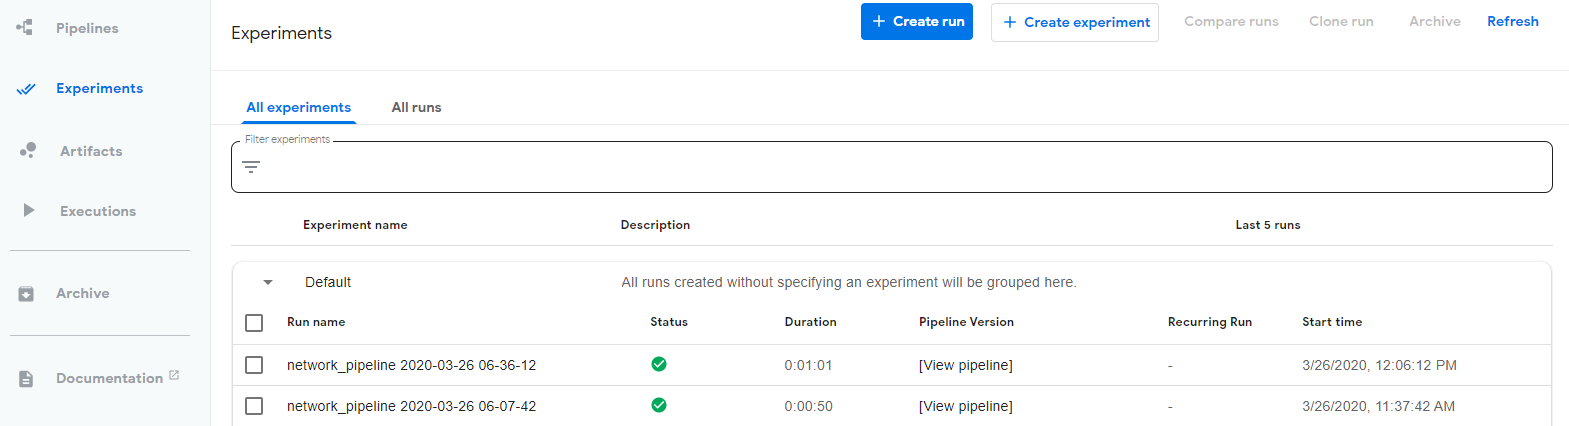 Pipelines
Experiments
Artifacts
Executions
Archive
Documentation
Experiments
+ Create run
+ Create experiment
Compare runs
Clone run
Archive
Refresh
All experiments
All runs
Filter experiments
Experiment name Description Last 5 runs
Default All runs created without specifying an experiment will be grouped here.
Run name Status Duration Pipeline Version Recurring Run Start time
network_pipeline 2020-03-26 06-36-12 0:01:01 [View pipeline] - 3/26/2020, 12:06:12 PM
network_pipeline 2020-03-26 06-07-42 0:00:50 [View pipeline] - 3/26/2020, 11:37:42 AM